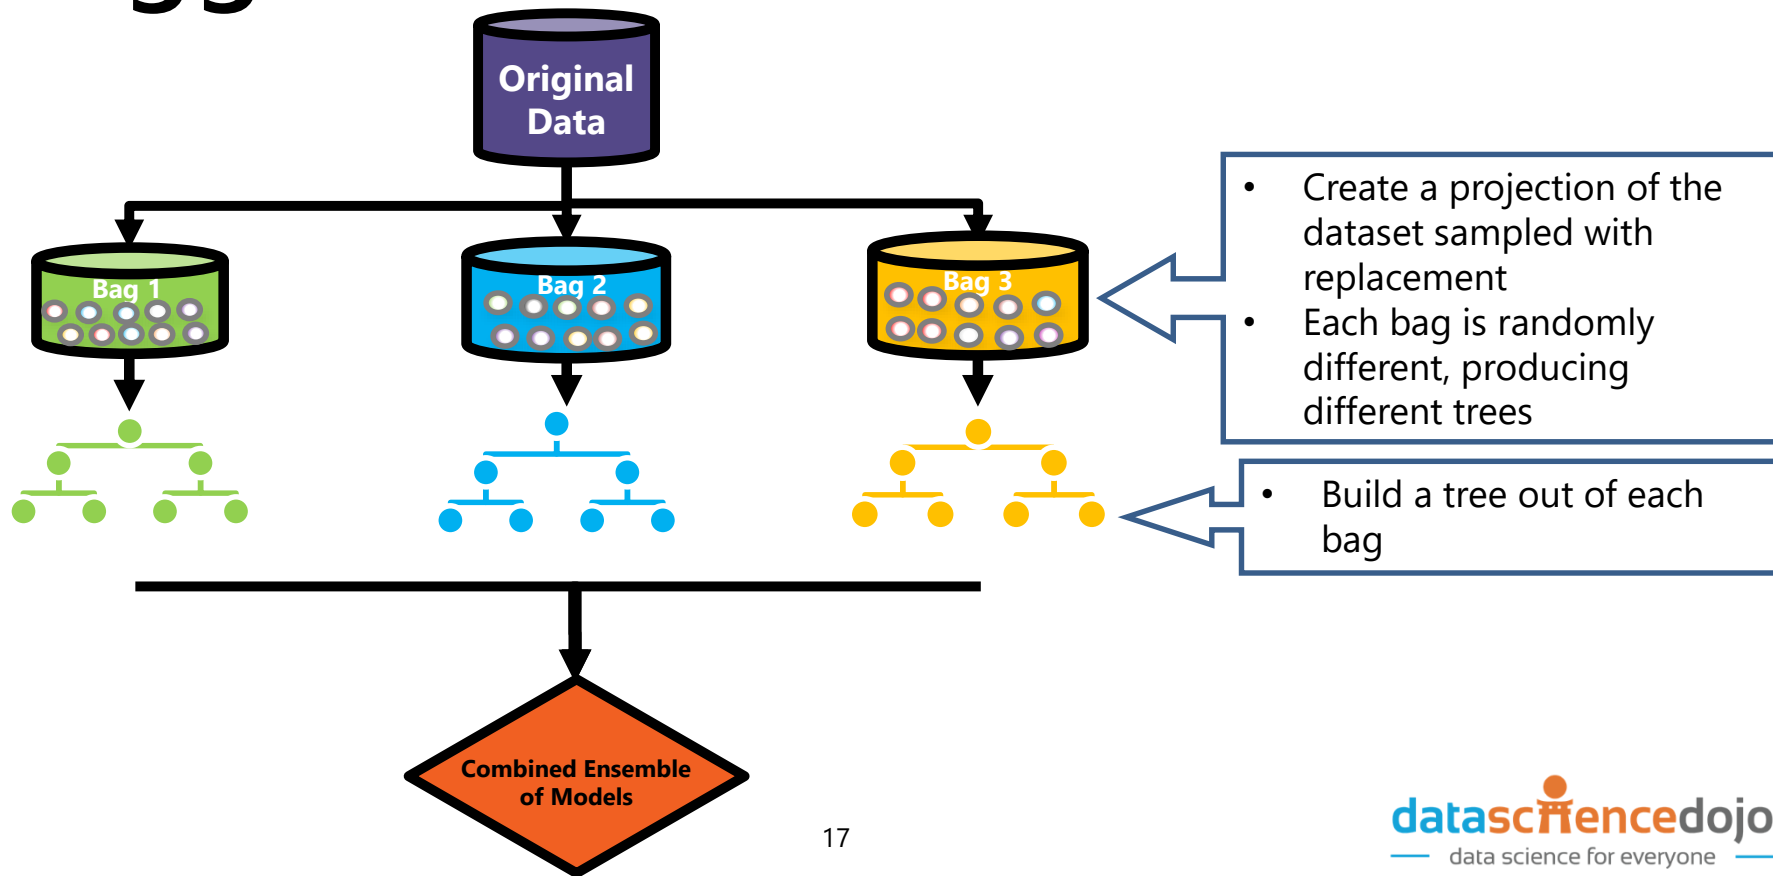 Original
Data
Bag 1
Bag 2
Bag 3
• Create a projection of the
dataset sampled with
replacement
• Each bag is randomly
different, producing
different trees
• Build a tree out of each
bag
Combined Ensemble
of Models
17
datasciencedojo
data science for everyone